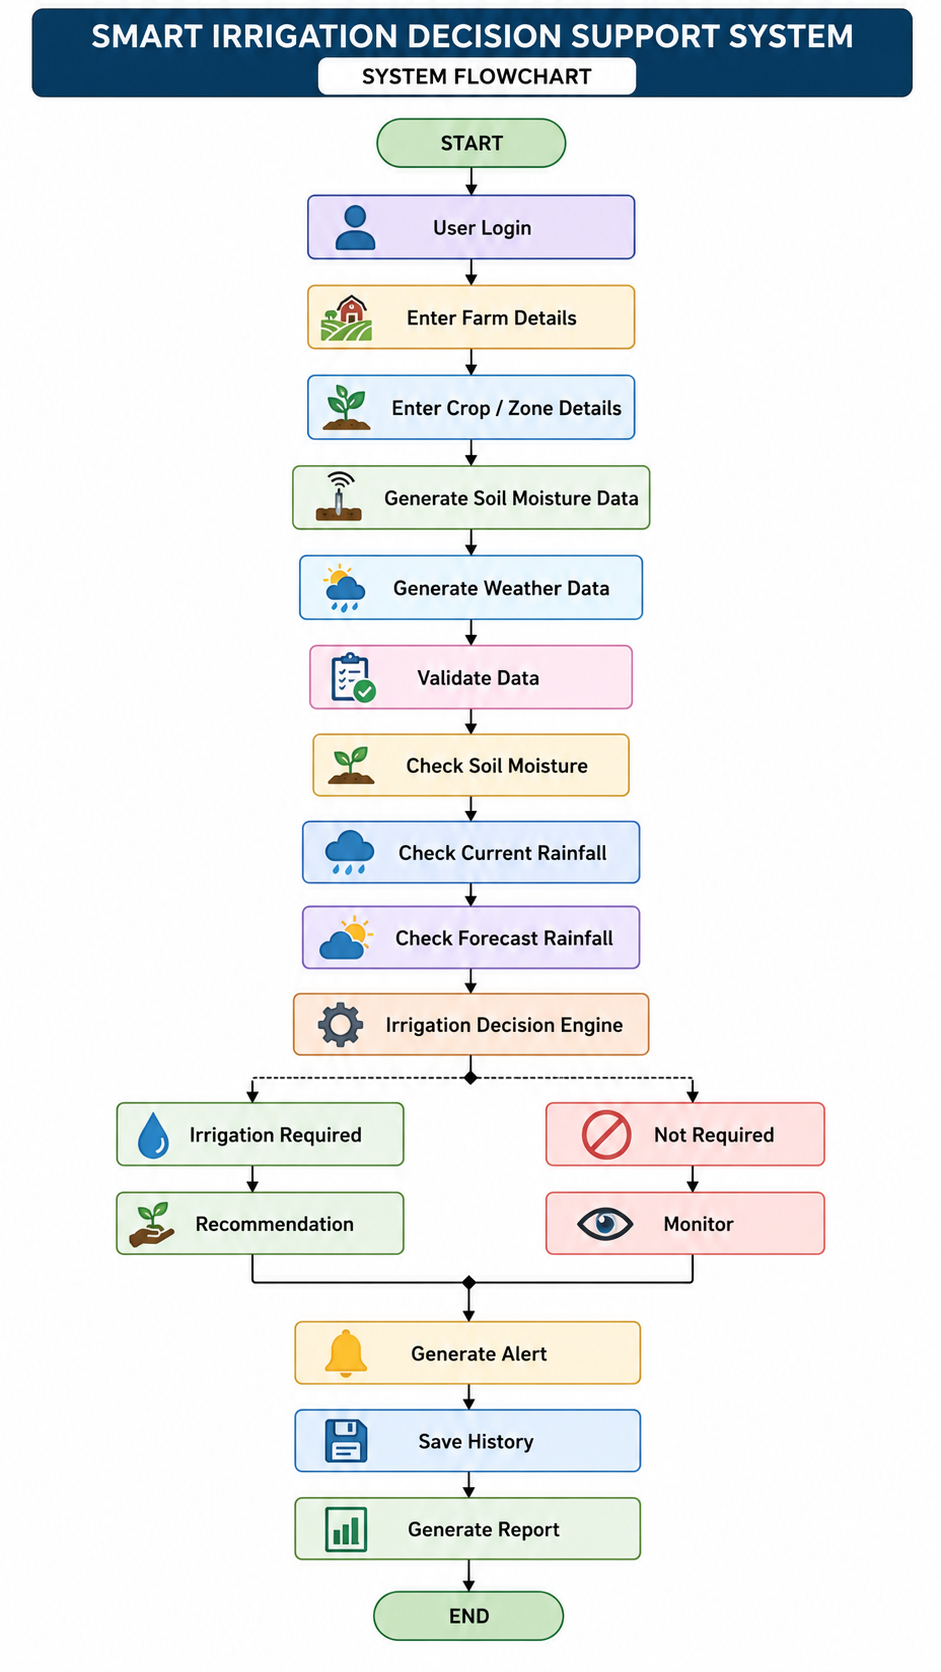 SMART IRRIGATION DECISION SUPPORT SYSTEM
SYSTEM FLOWCHART
START
User Login
Enter Farm Details
Enter Crop / Zone Details
Generate Soil Moisture Data
Generate Weather Data
Validate Data
Check Soil Moisture
Check Current Rainfall
Check Forecast Rainfall
Irrigation Decision Engine
Irrigation Required
Not Required
Recommendation
Monitor
Generate Alert
Save History
Generate Report
END